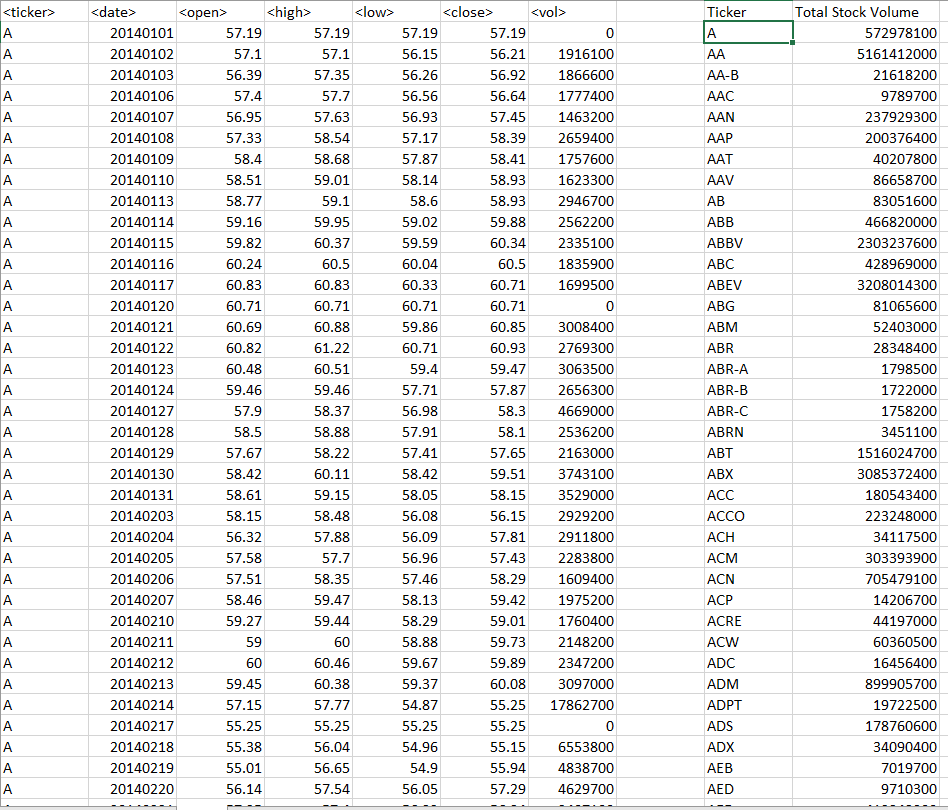 <ticker> <date> <open> <high> <low> <close> <vol> Ticker Total Stock Volume
A 20140101 57.19 57.19 57.19 57.19 0 A 572978100
A 20140102 57.1 57.1 56.15 56.21 1916100 AA 5161412000
A 20140103 56.39 57.35 56.26 56.92 1866600 AA-B 21618200
A 20140106 57.4 57.7 56.56 56.64 1777400 AAC 9789700
A 20140107 56.95 57.63 56.93 57.45 1463200 AAN 237929300
A 20140108 57.33 58.54 57.17 58.39 2659400 AAP 200376400
A 20140109 58.4 58.68 57.87 58.41 1757600 AAT 40207800
A 20140110 58.51 59.01 58.14 58.93 1623300 AAV 86658700
A 20140113 58.77 59.1 58.6 58.93 2946700 AB 83051600
A 20140114 59.16 59.95 59.02 59.88 2562200 ABB 466820000
A 20140115 59.82 60.37 59.59 60.34 2335100 ABBV 2303237600
A 20140116 60.24 60.5 60.04 60.5 1835900 ABC 428969000
A 20140117 60.83 60.83 60.33 60.71 1699500 ABEV 3208014300
A 20140120 60.71 60.71 60.71 60.71 0 ABG 81065600
A 20140121 60.69 60.88 59.86 60.85 3008400 ABM 52403000
A 20140122 60.82 61.22 60.71 60.93 2769300 ABR 28348400
A 20140123 60.48 60.51 59.4 59.47 3063500 ABR-A 1798500
A 20140124 59.46 59.46 57.71 57.87 2656300 ABR-B 1722000
A 20140127 57.9 58.37 56.98 58.3 4669000 ABR-C 1758200
A 20140128 58.5 58.88 57.91 58.1 2536200 ABRN 3451100
A 20140129 57.67 58.22 57.41 57.65 2163000 ABT 1516024700
A 20140130 58.42 60.11 58.42 59.51 3743100 ABX 3085372400
A 20140131 58.61 59.15 58.05 58.15 3529000 ACC 180543400
A 20140203 58.15 58.48 56.08 56.15 2929200 ACCO 223248000
A 20140204 56.32 57.88 56.09 57.81 2911800 ACH 34117500
A 20140205 57.58 57.7 56.96 57.43 2283800 ACM 303393900
A 20140206 57.51 58.35 57.46 58.29 1609400 ACN 705479100
A 20140207 58.46 59.47 58.13 59.42 1975200 ACP 14206700
A 20140210 59.27 59.44 58.29 59.01 1760400 ACRE 44197000
A 20140211 59 60 58.88 59.73 2148200 ACW 60360500
A 20140212 60 60.46 59.67 59.89 2347200 ADC 16456400
A 20140213 59.45 60.38 59.37 60.08 3097000 ADM 899905700
A 20140214 57.15 57.77 54.87 55.25 17862700 ADPT 19722500
A 20140217 55.25 55.25 55.25 55.25 0 ADS 178760600
A 20140218 55.38 56.04 54.96 55.15 6553800 ADX 34090400
A 20140219 55.01 56.65 54.9 55.94 4838700 AEB 7019700
A 20140220 56.14 57.54 56.05 57.29 4629700 AED 9710300